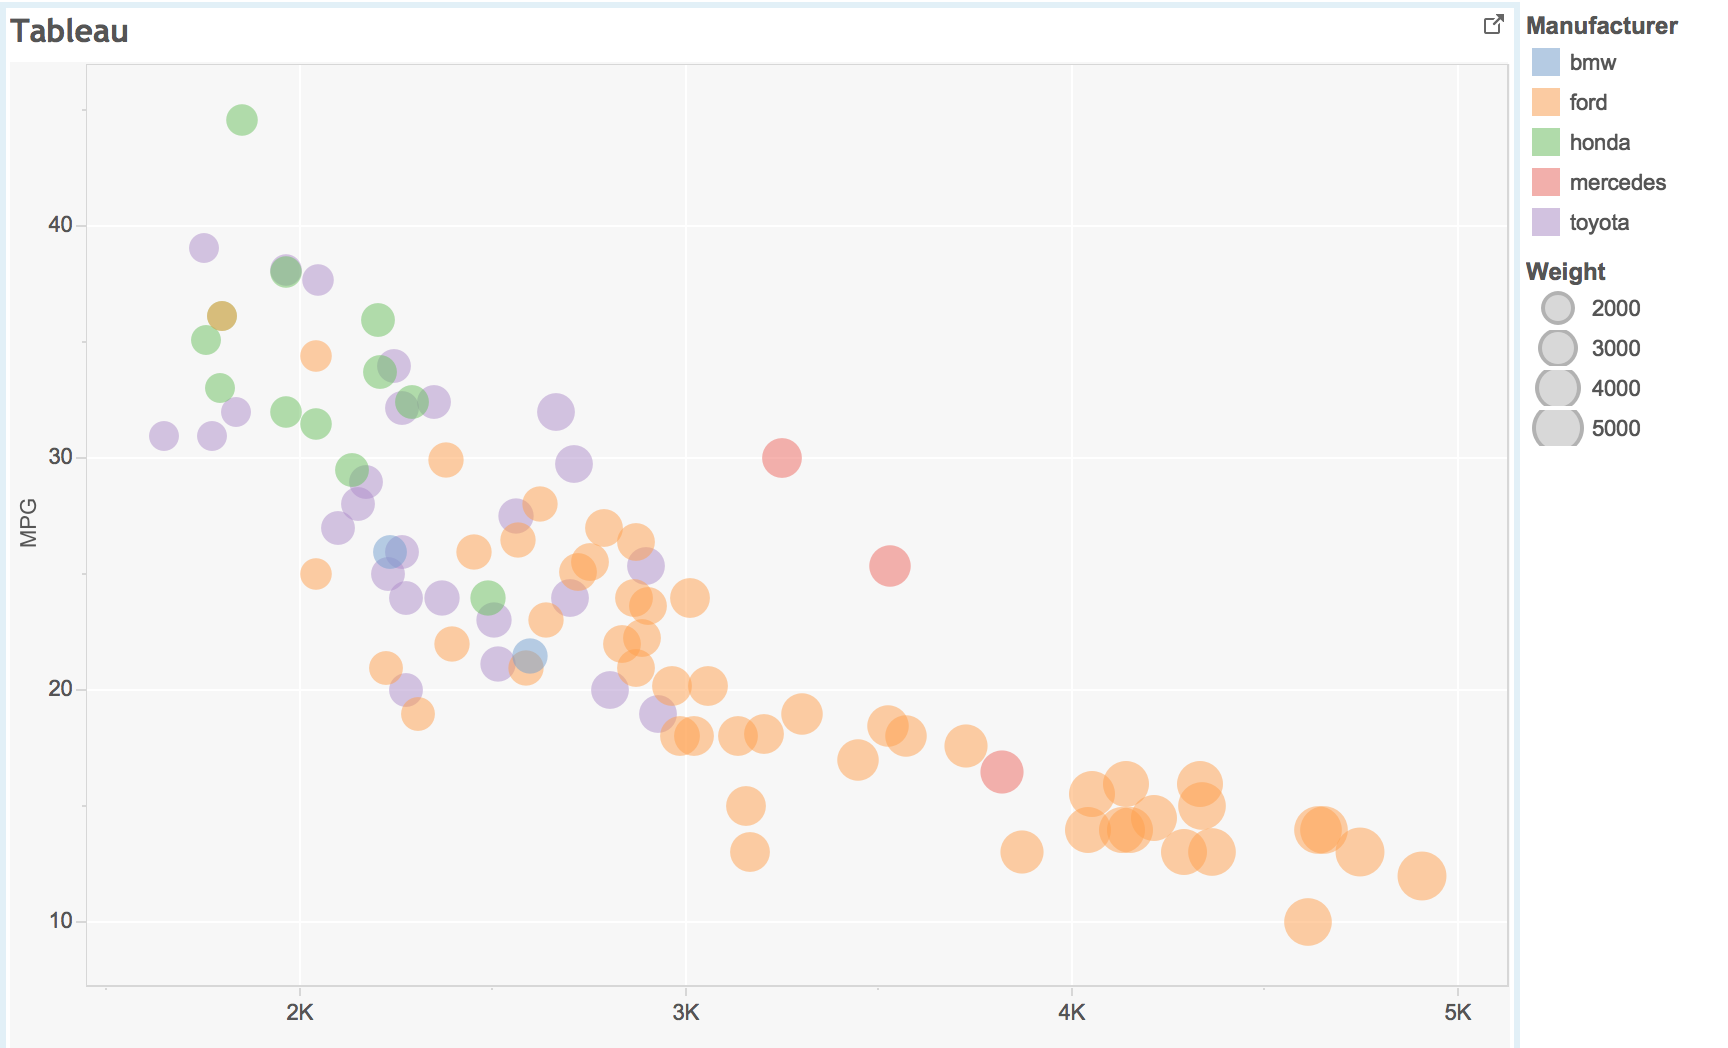 Tableau
Manufacturer
bmw
ford
honda
mercedes
toyota
Weight
2000
3000
4000
5000
MPG
40
30
20
10
2K
3K
4K
5K